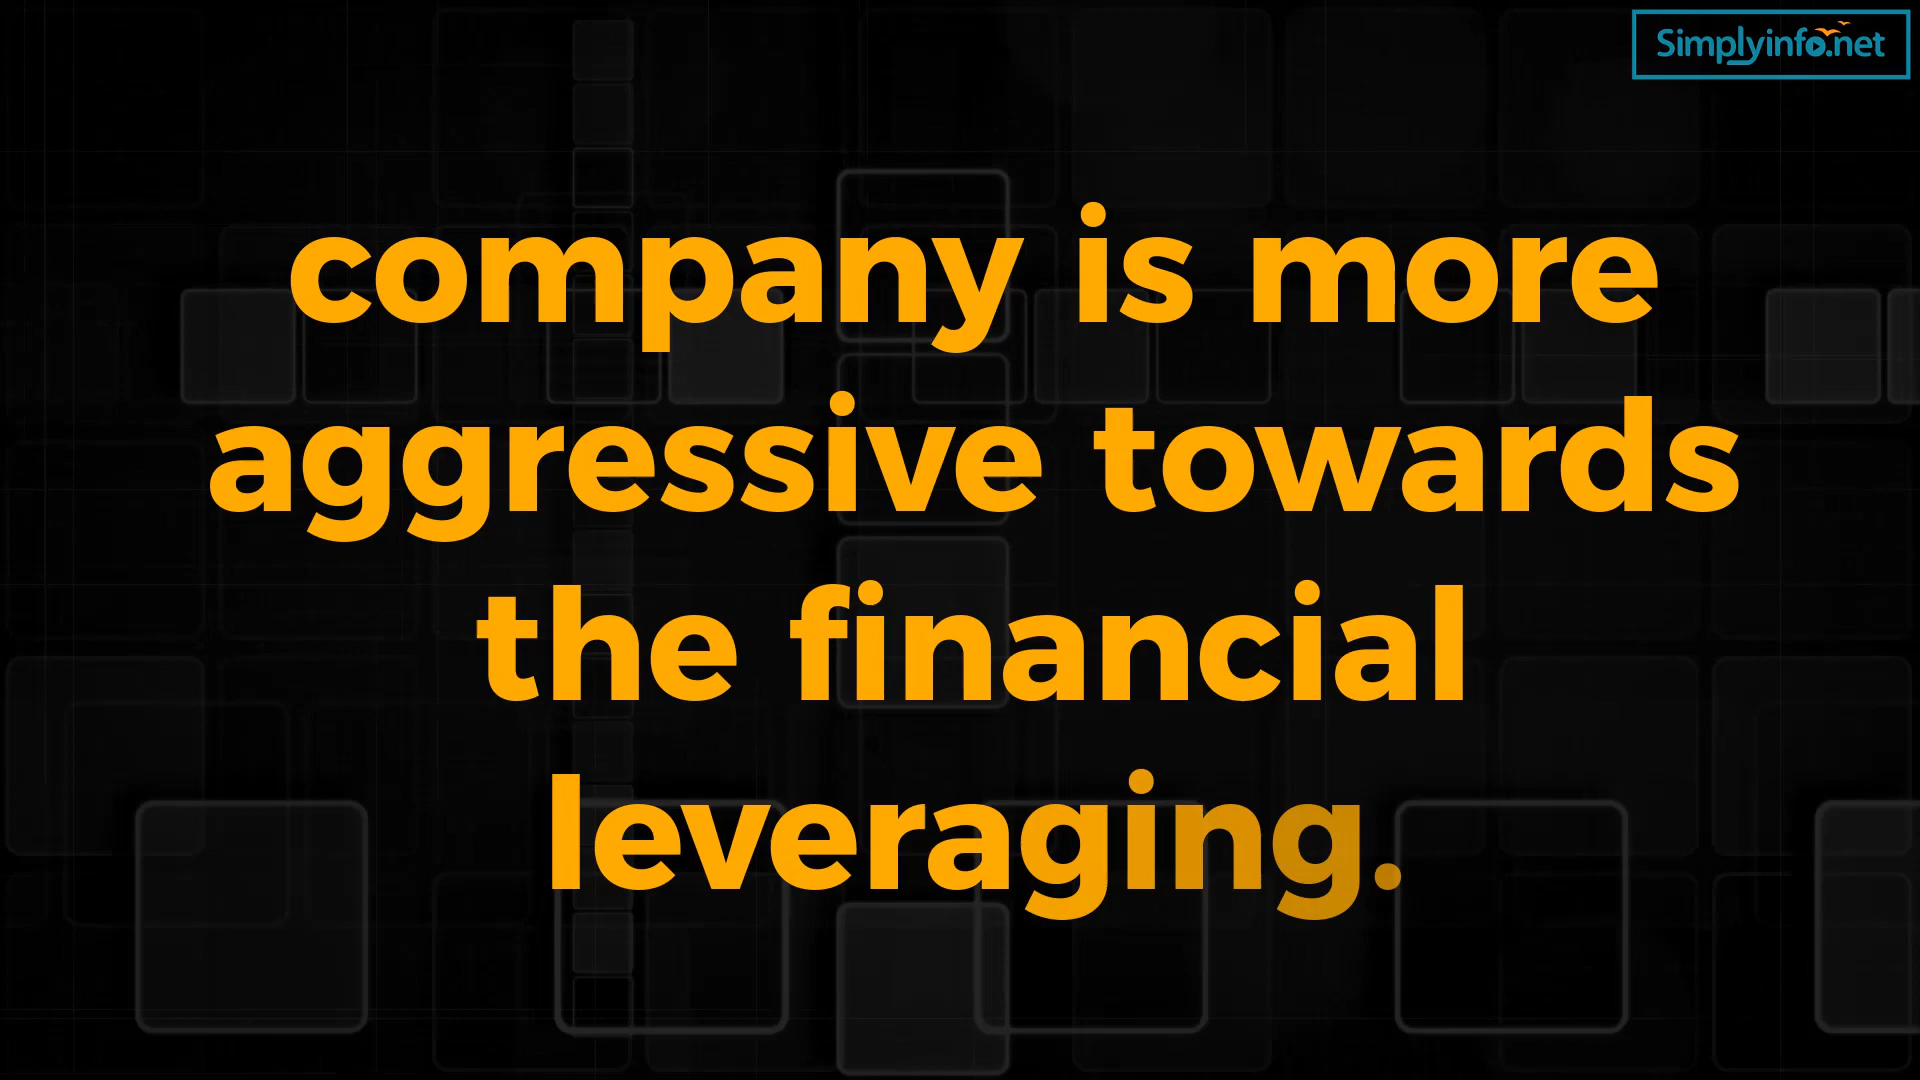 Simplyinfo.net
company is more
aggressive towards
the financial
leveraging.